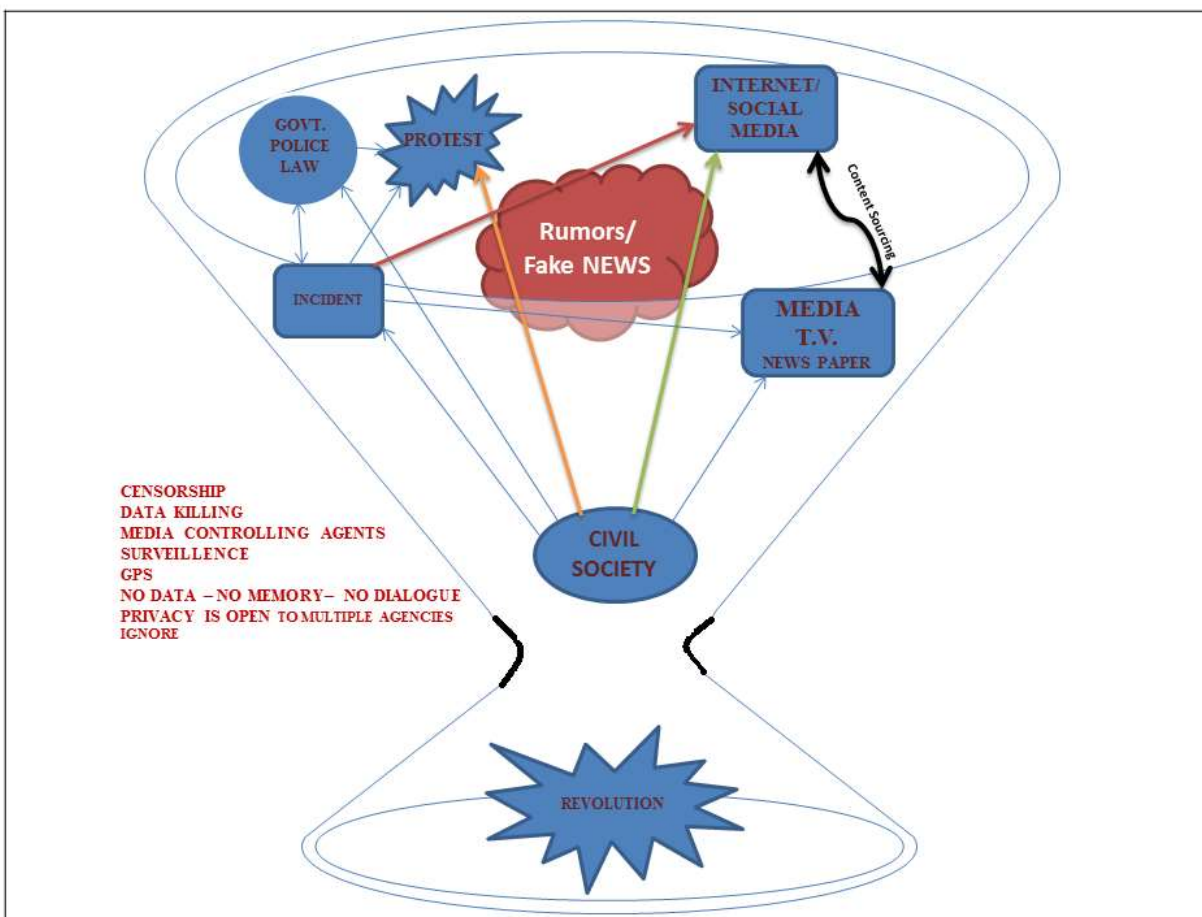 GOVT.
POLICE
LAW
PROTEST
INTERNET/
SOCIAL
MEDIA
Rumors/
Fake NEWS
Content Sourcing
INCIDENT
MEDIA
T.V.
NEWS PAPER
CENSORSHIP
DATA KILLING
MEDIA CONTROLLING AGENTS
SURVEILLENCE
GPS
NO DATA – NO MEMORY – NO DIALOGUE
PRIVACY IS OPEN TO MULTIPLE AGENCIES
IGNORE
CIVIL
SOCIETY
REVOLUTION